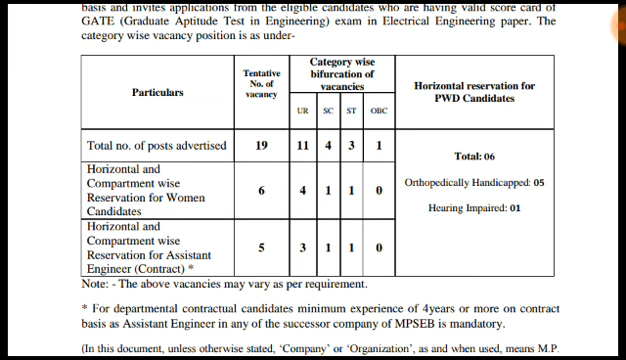 basis and invites applications from the eligible candidates who are having valid score card of
GATE (Graduate Aptitude Test in Engineering) exam in Electrical Engineering paper. The
category wise vacancy position is as under-
Particulars
Tentative
No. of
vacancy
Category wise
bifurcation of
vacancies
UR SC ST OBC
Horizontal reservation for
PWD Candidates
Total no. of posts advertised 19 11 4 3 1
Horizontal and
Compartment wise
Reservation for Women
Candidates
6 4 1 1 0
Horizontal and
Compartment wise
Reservation for Assistant
Engineer (Contract) *
5 3 1 1 0
Total: 06
Orthopedically Handicapped: 05
Hearing Impaired: 01
Note: - The above vacancies may vary as per requirement.
* For departmental contractual candidates minimum experience of 4years or more on contract
basis as Assistant Engineer in any of the successor company of MPSEB is mandatory.
(In this document, unless otherwise stated, 'Company' or 'Organization', as and when used, means M.P.